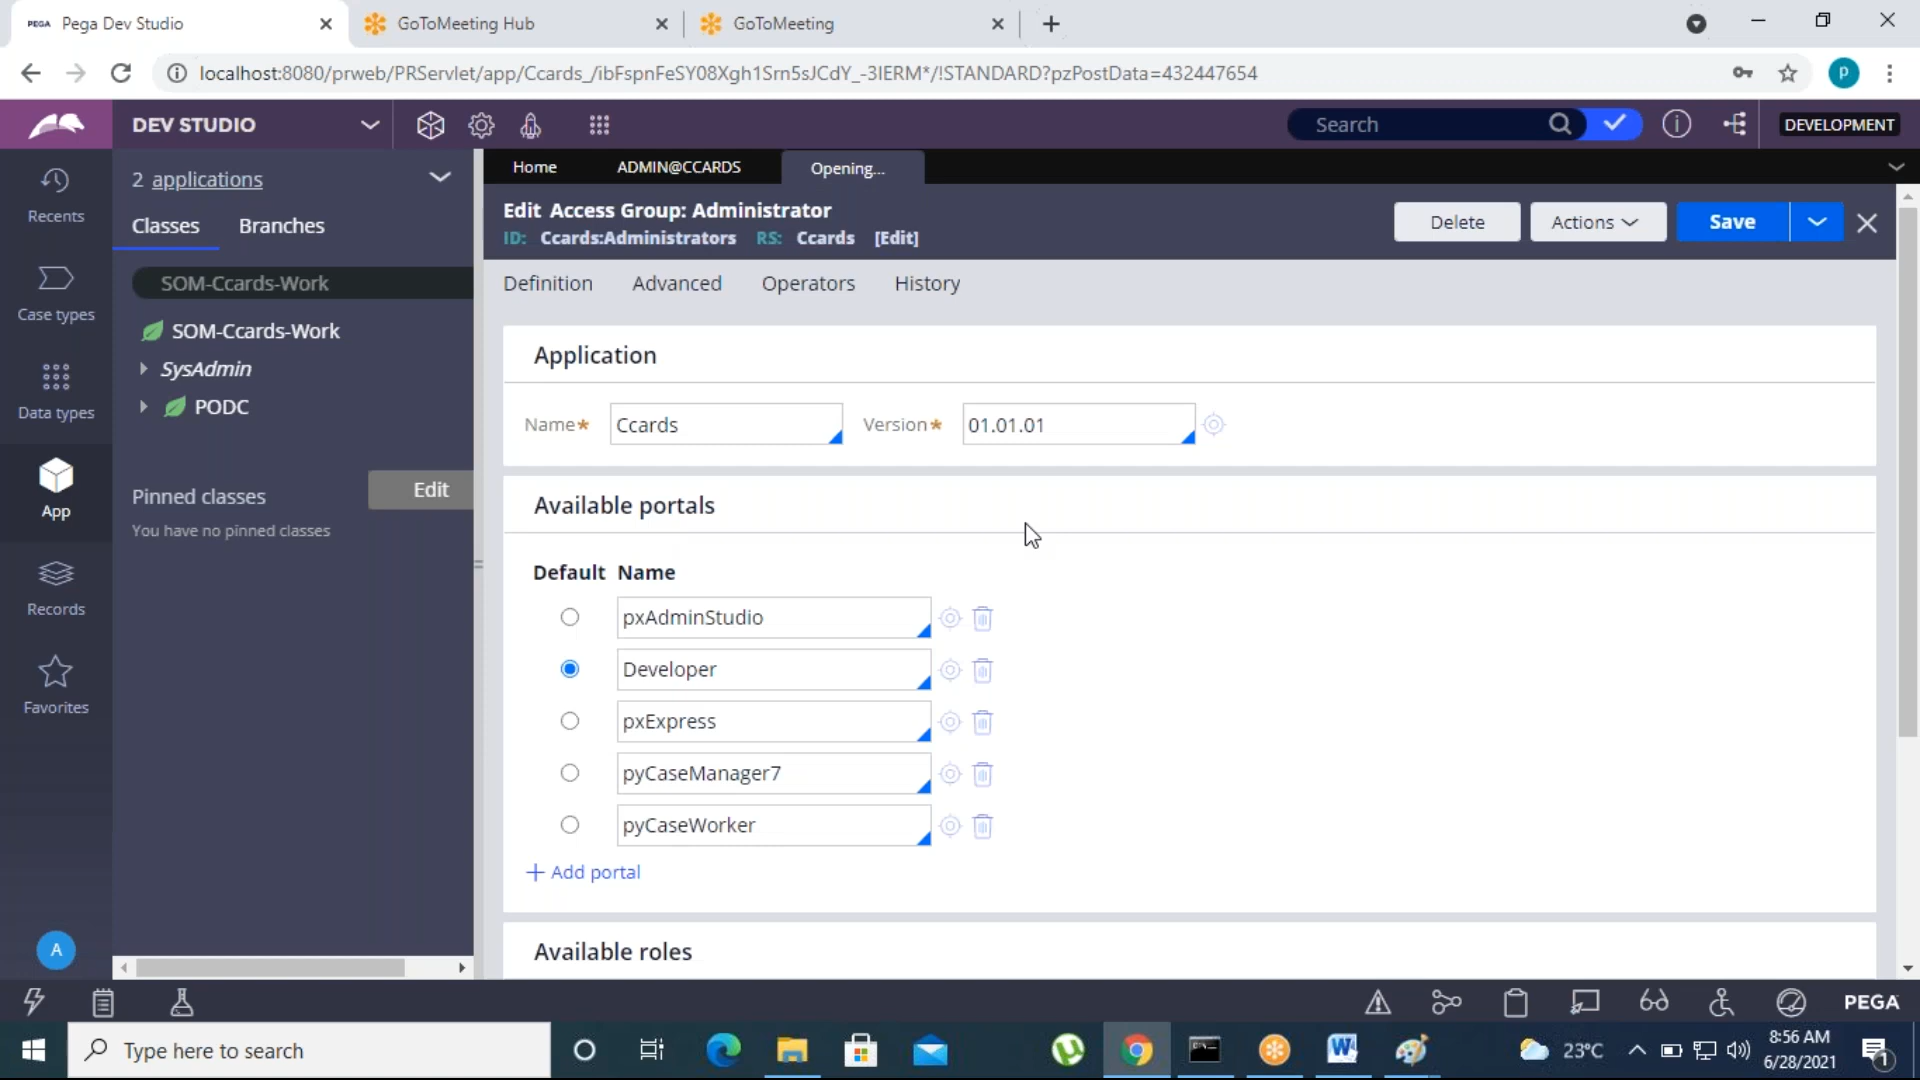 PEGA Pega Dev Studio
GoToMeeting Hub
GoToMeeting
localhost:8080/prweb/PRServlet/app/Ccards_/ibFspnFeSY08Xgh1Srn5sJCdY_-3IERM*/!STANDARD?pzPostData=432447654
P
DEV STUDIO
Search
DEVELOPMENT
Recents
Case types
Data types
App
Records
Favorites
A
2 applications
Classes
Branches
SOM-Ccards-Work
SOM-Ccards-Work
SysAdmin
PODC
Pinned classes
Edit
You have no pinned classes
Home
ADMIN@CCARDS
Opening...
Edit Access Group: Administrator
ID: Ccards:Administrators RS: Ccards [Edit]
Delete
Actions
Save
Definition
Advanced
Operators
History
Application
Name*
Ccards
Version*
01.01.01
Available portals
Default Name
pxAdminStudio
Developer
pxExpress
pyCaseManager7
pyCaseWorker
+ Add portal
Available roles
PEGA
Type here to search
23°C
8:56 AM
6/28/2021
1